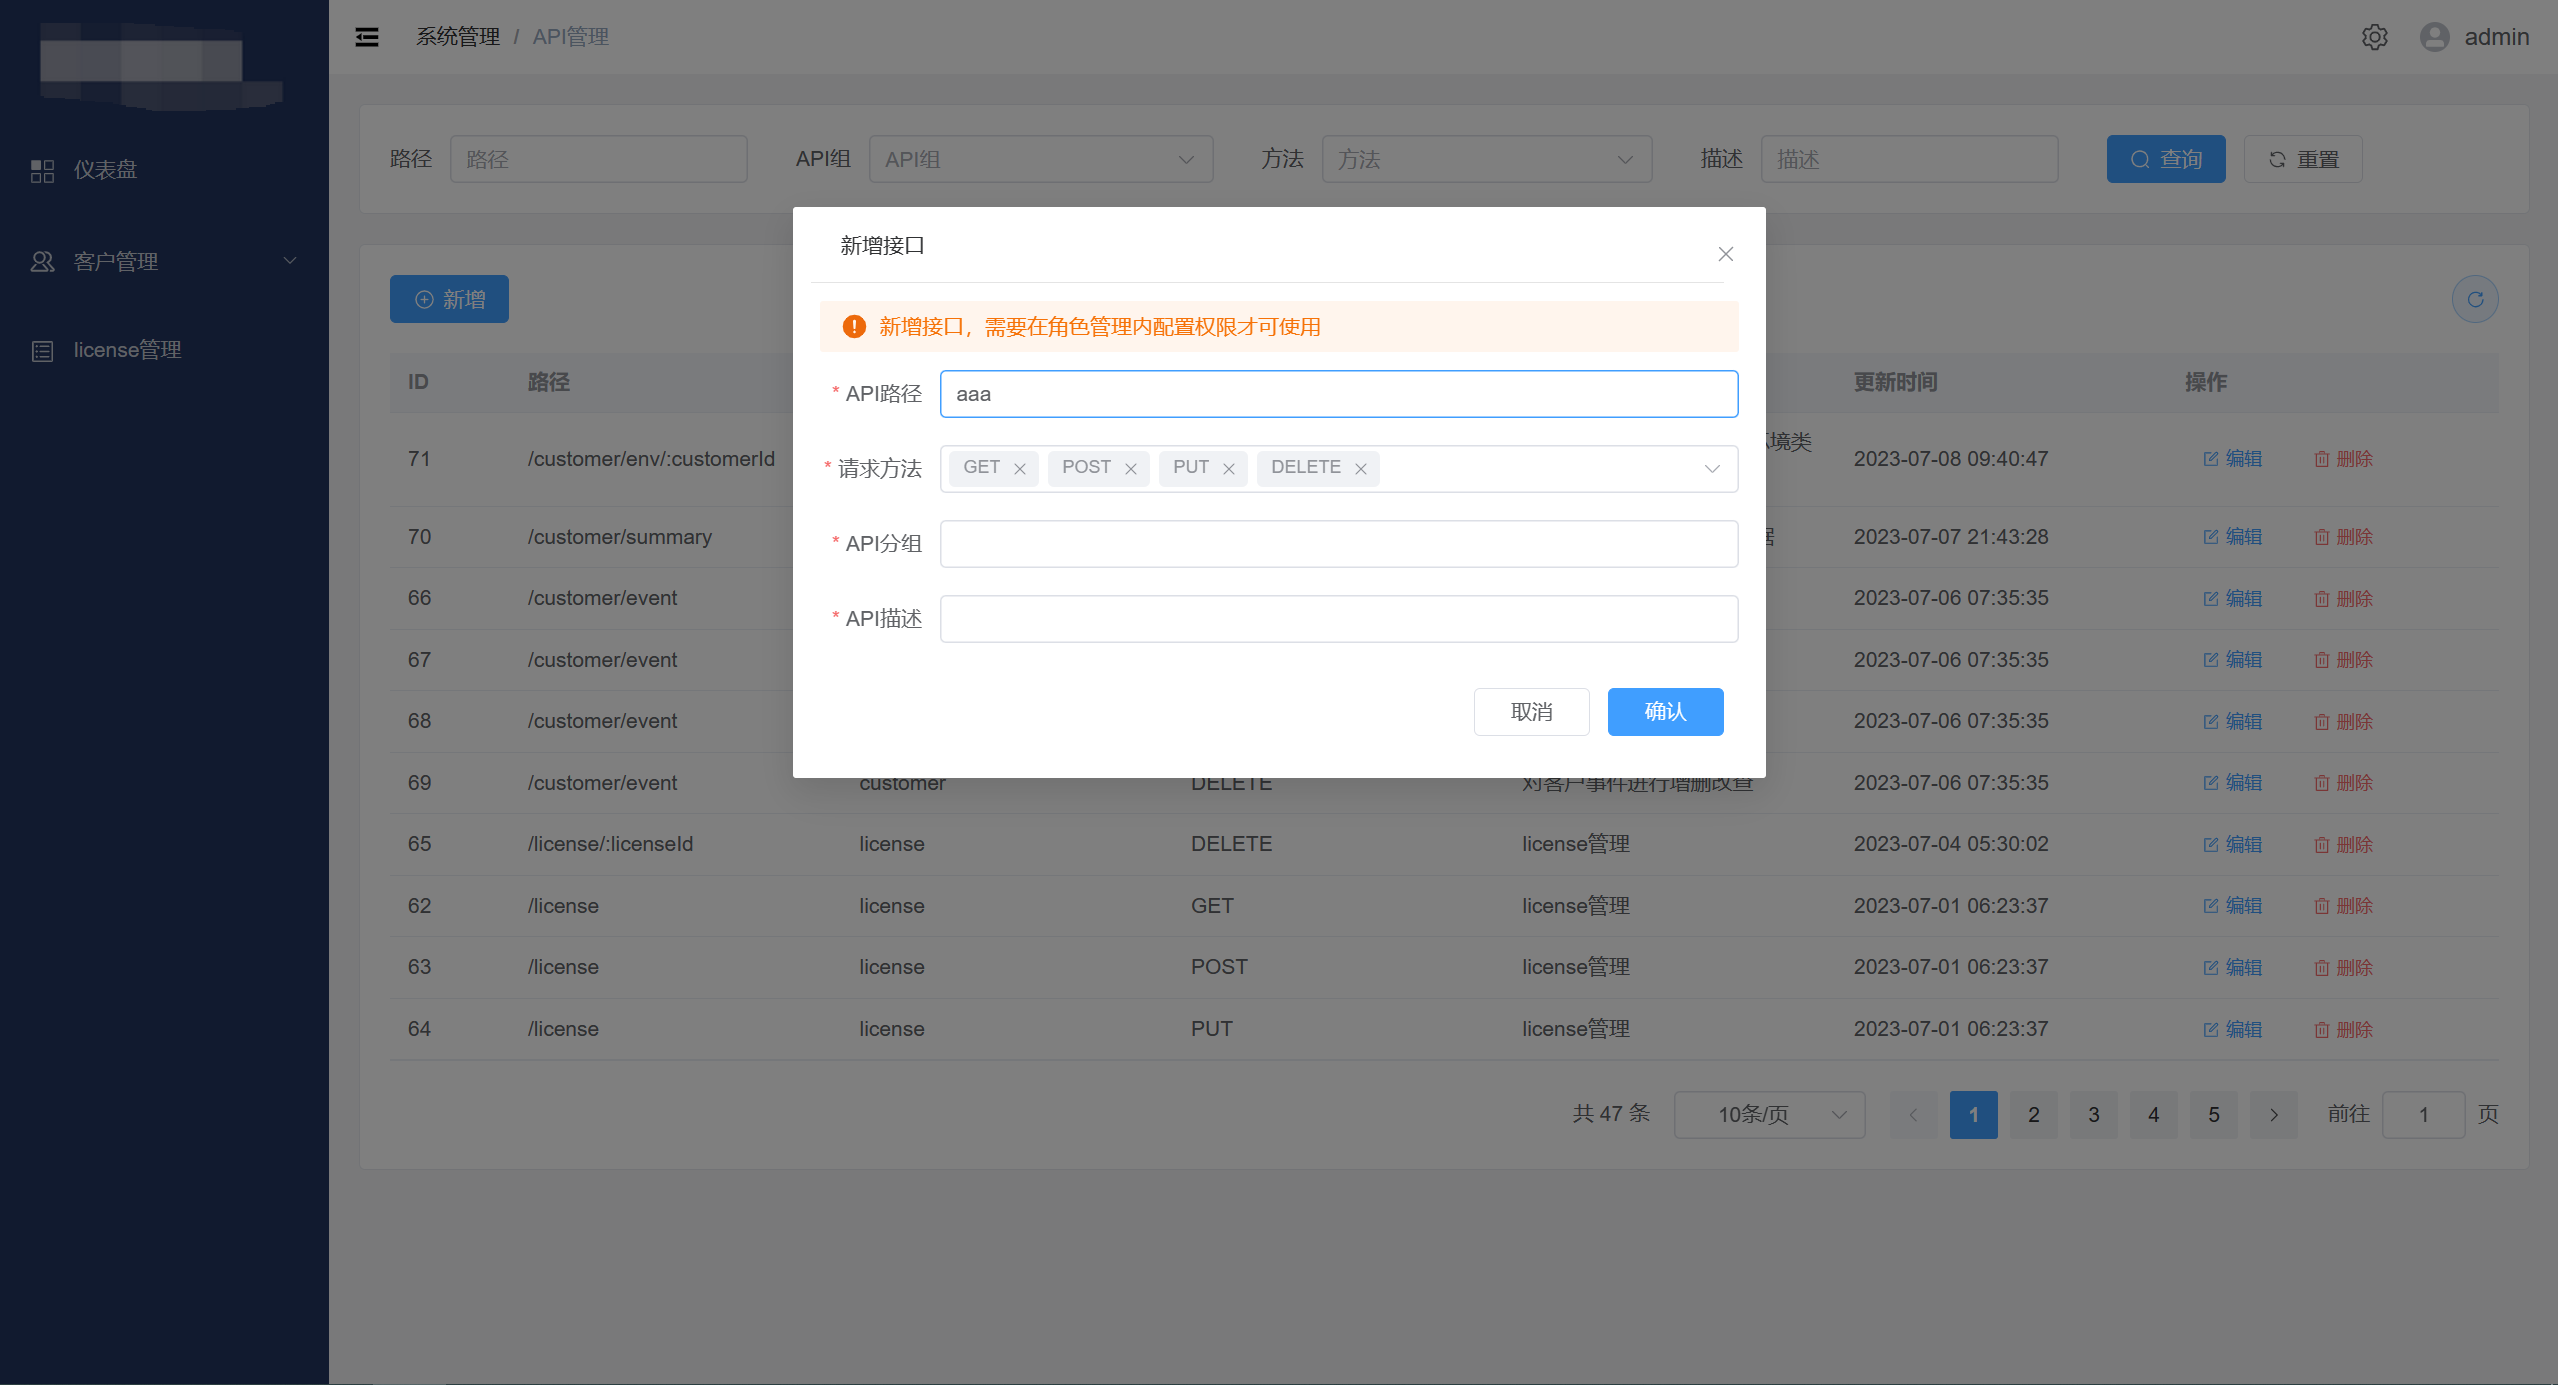 系统管理 / API管理
admin
仪表盘
客户管理
license管理
路径 路径 API组 API组 方法 方法 描述 描述 查询 重置
新增
新增接口
新增接口，需要在角色管理内配置权限才可使用
* API路径 aaa
* 请求方法 GET POST PUT DELETE
* API分组
* API描述
取消 确认
ID 路径 更新时间 操作
71 /customer/env/:customerId 境类 2023-07-08 09:40:47 编辑 删除
70 /customer/summary 2023-07-07 21:43:28 编辑 删除
66 /customer/event 2023-07-06 07:35:35 编辑 删除
67 /customer/event 2023-07-06 07:35:35 编辑 删除
68 /customer/event 2023-07-06 07:35:35 编辑 删除
69 /customer/event customer DELETE 对客户事件进行增删改查 2023-07-06 07:35:35 编辑 删除
65 /license/:licenseId license DELETE license管理 2023-07-04 05:30:02 编辑 删除
62 /license license GET license管理 2023-07-01 06:23:37 编辑 删除
63 /license license POST license管理 2023-07-01 06:23:37 编辑 删除
64 /license license PUT license管理 2023-07-01 06:23:37 编辑 删除
共 47 条 10条/页 1 2 3 4 5 前往 1 页